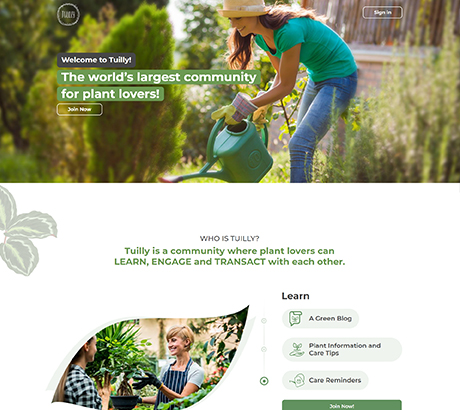 TUILLY
Sign in
Welcome to Tuilly!
The world's largest community
for plant lovers!
Join Now
WHO IS TUILLY?
Tuilly is a community where plant lovers can
LEARN, ENGAGE and TRANSACT with each other.
Learn
A Green Blog
Plant Information and
Care Tips
Care Reminders
Join Now!